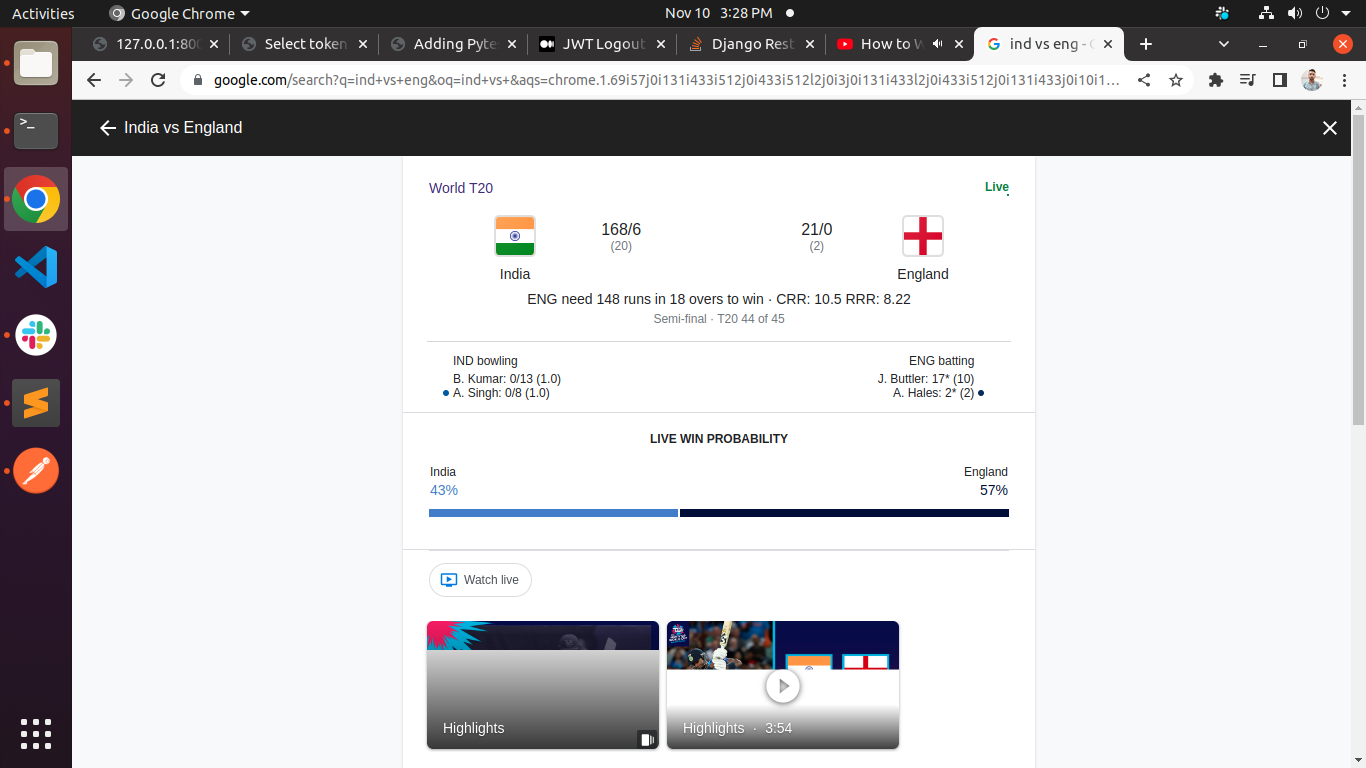 Activities
Google Chrome
Nov 10 3:28 PM
127.0.0.1:800
Select token
Adding Pyte
JWT Logout
Django Rest
How to W
ind vs eng -
google.com/search?q=ind+vs+eng&oq=ind+vs+&aqs=chrome.1.69i57j0i131i433i512j0i433i512l2j0i3j0i131i433l2j0i433i512j0i131i433j0i10i1...
India vs England
World T20
Live
168/6
(20)
21/0
(2)
India
England
ENG need 148 runs in 18 overs to win · CRR: 10.5 RRR: 8.22
Semi-final · T20 44 of 45
IND bowling
ENG batting
B. Kumar: 0/13 (1.0)
J. Buttler: 17* (10)
A. Singh: 0/8 (1.0)
A. Hales: 2* (2)
LIVE WIN PROBABILITY
India
England
43%
57%
Watch live
Highlights
Highlights · 3:54